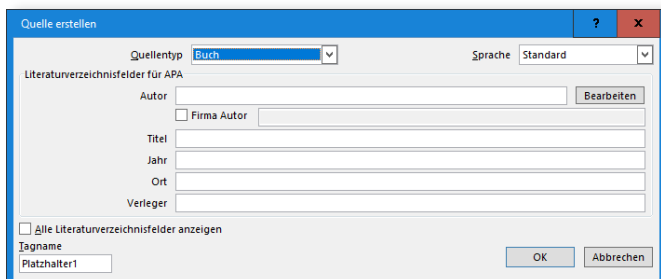 Quelle erstellen ? x
Quellentyp Buch Sprache Standard
Literaturverzeichnisfelder für APA
Autor Bearbeiten
Firma Autor
Titel
Jahr
Ort
Verleger
Alle Literaturverzeichnisfelder anzeigen
Tagname
Platzhalter1 OK Abbrechen